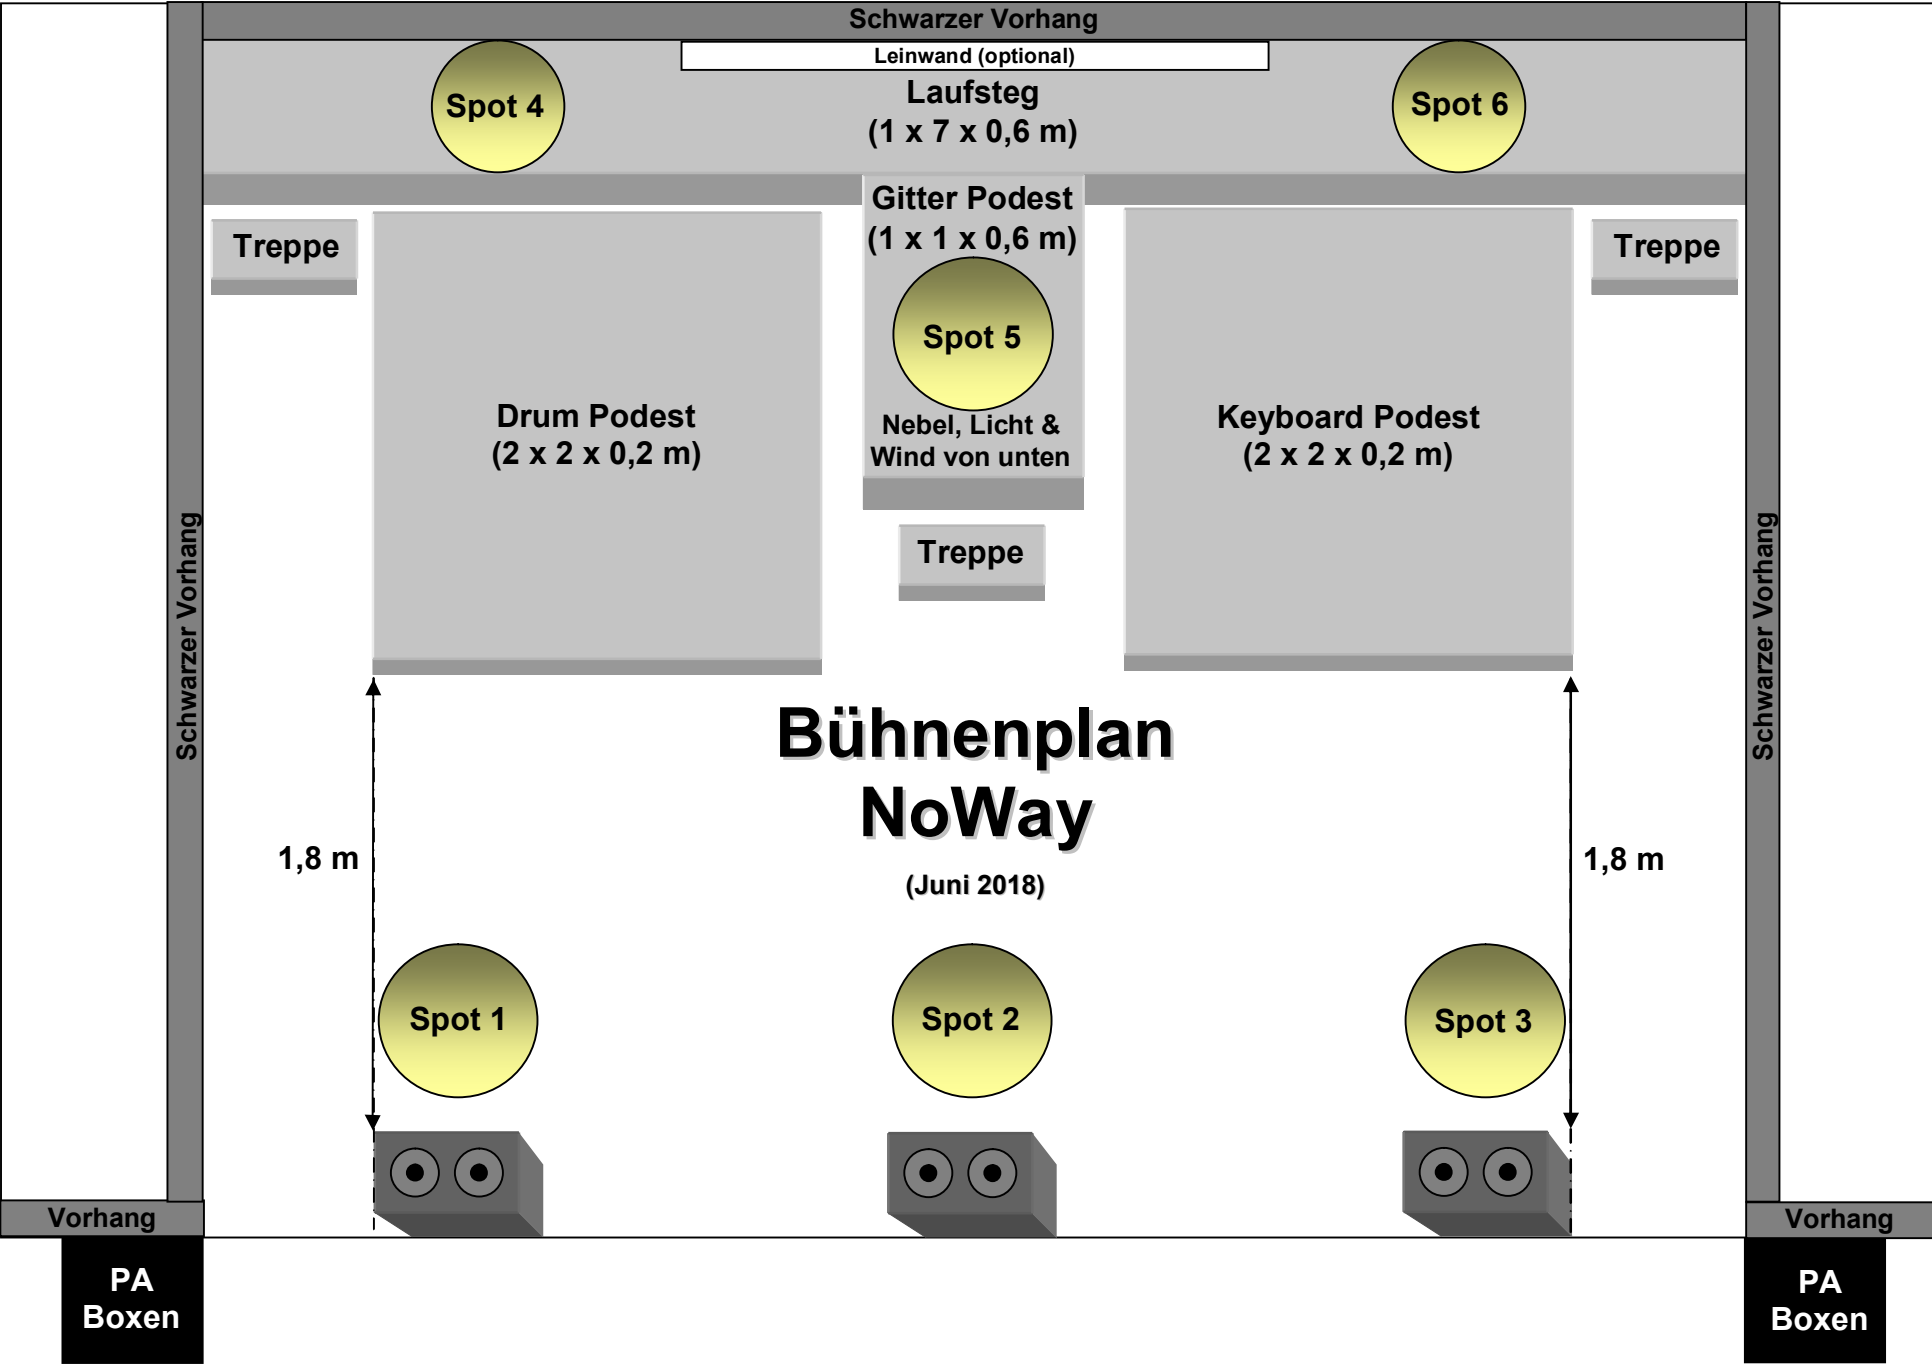 Schwarzer Vorhang
Leinwand (optional)
Spot 4
Laufsteg
(1 x 7 x 0,6 m)
Spot 6
Treppe
Gitter Podest
(1 x 1 x 0,6 m)
Spot 5
Nebel, Licht &
Wind von unten
Treppe
Drum Podest
(2 x 2 x 0,2 m)
Keyboard Podest
(2 x 2 x 0,2 m)
Treppe
Schwarzer Vorhang
Schwarzer Vorhang
Bühnenplan
NoWay
(Juni 2018)
1,8 m
1,8 m
Spot 1
Spot 2
Spot 3
Vorhang
Vorhang
PA
Boxen
PA
Boxen